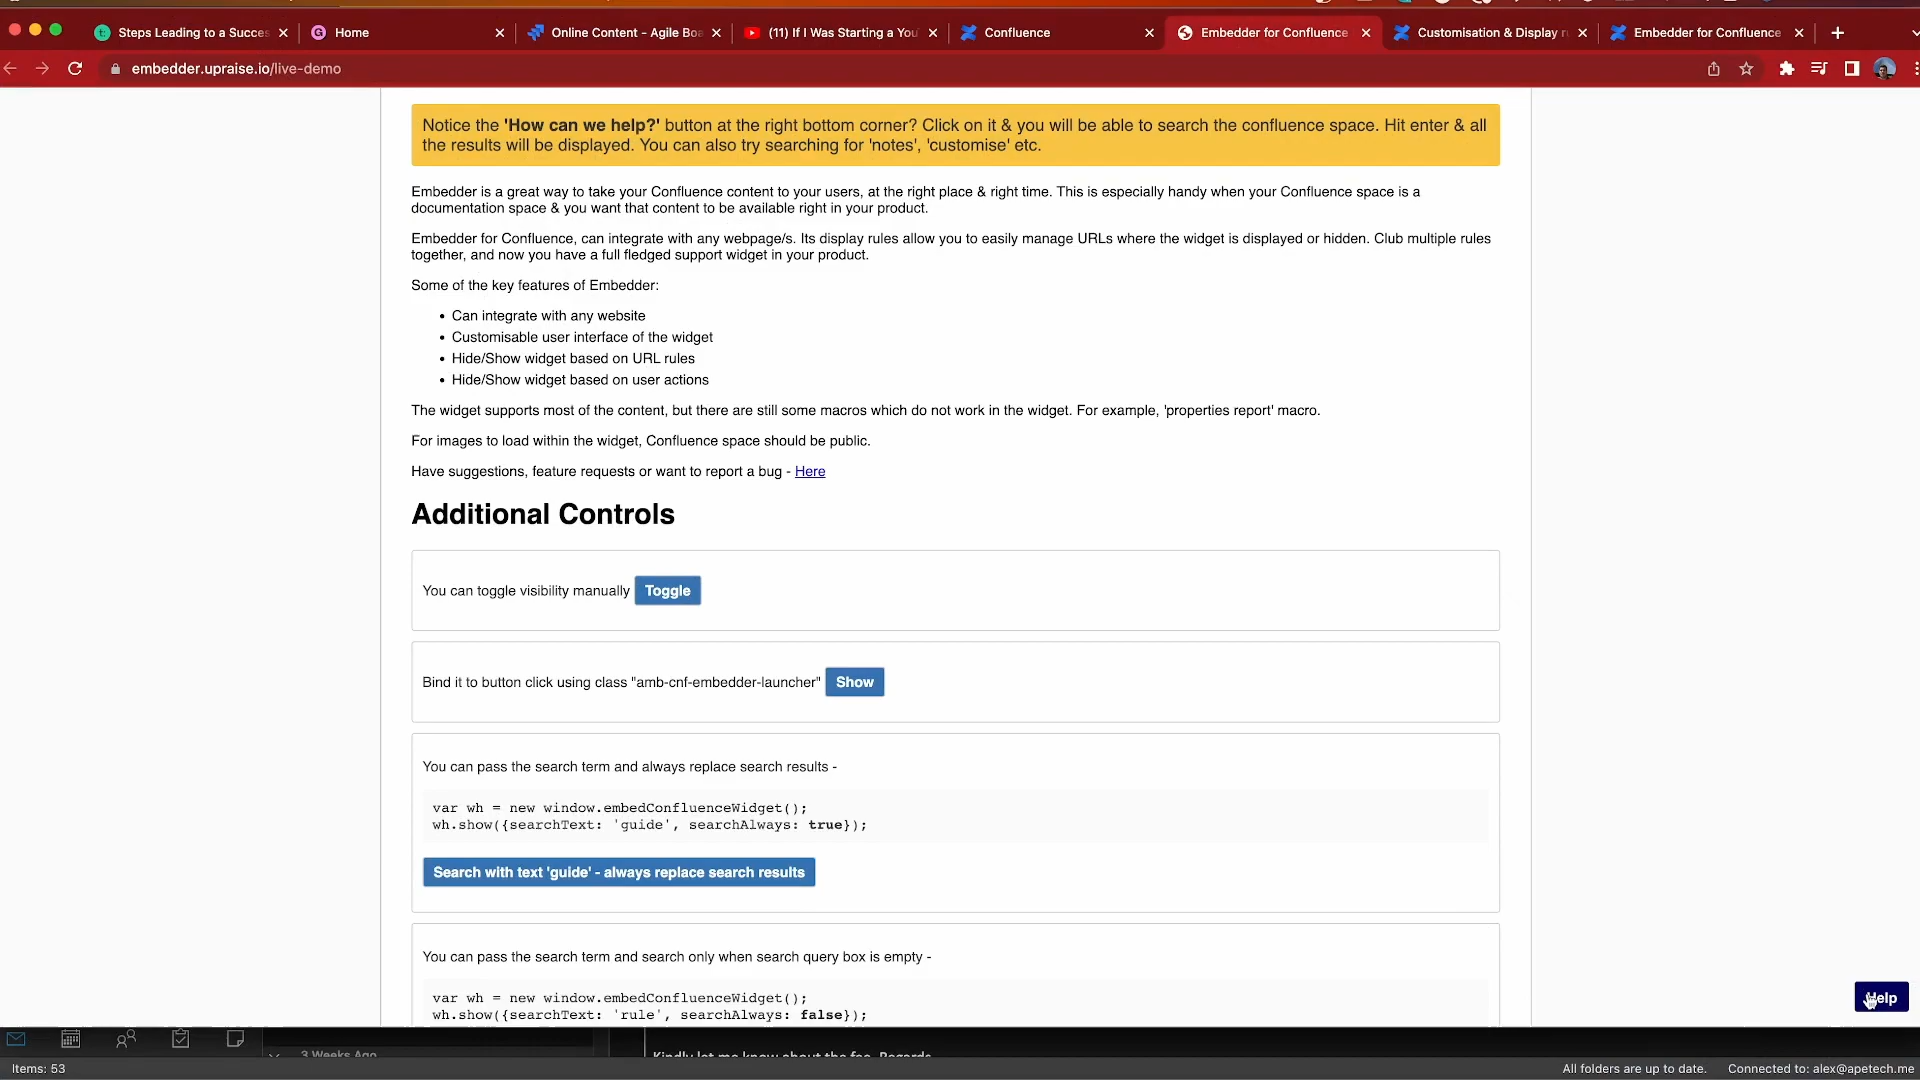 Steps Leading to a Succes
Home
Online Content - Agile Boa
(11) If I Was Starting a You
Confluence
Embedder for Confluence
Customisation & Display r
Embedder for Confluence
embedder.upraise.io/live-demo
Notice the 'How can we help?' button at the right bottom corner? Click on it & you will be able to search the confluence space. Hit enter & all
the results will be displayed. You can also try searching for 'notes', 'customise' etc.
Embedder is a great way to take your Confluence content to your users, at the right place & right time. This is especially handy when your Confluence space is a
documentation space & you want that content to be available right in your product.
Embedder for Confluence, can integrate with any webpage/s. Its display rules allow you to easily manage URLs where the widget is displayed or hidden. Club multiple rules
together, and now you have a full fledged support widget in your product.
Some of the key features of Embedder:
• Can integrate with any website
• Customisable user interface of the widget
• Hide/Show widget based on URL rules
• Hide/Show widget based on user actions
The widget supports most of the content, but there are still some macros which do not work in the widget. For example, 'properties report' macro.
For images to load within the widget, Confluence space should be public.
Have suggestions, feature requests or want to report a bug - Here
Additional Controls
You can toggle visibility manually Toggle
Bind it to button click using class "amb-cnf-embedder-launcher" Show
You can pass the search term and always replace search results -
var wh = new window.embedConfluenceWidget();
wh.show({searchText: 'guide', searchAlways: true});
Search with text 'guide' - always replace search results
You can pass the search term and search only when search query box is empty -
var wh = new window.embedConfluenceWidget();
wh.show({searchText: 'rule', searchAlways: false});
Help
3 Weeks Ago
Kindly let me know about the fee. Regards
Items: 53
All folders are up to date.
Connected to: alex@apetech.me